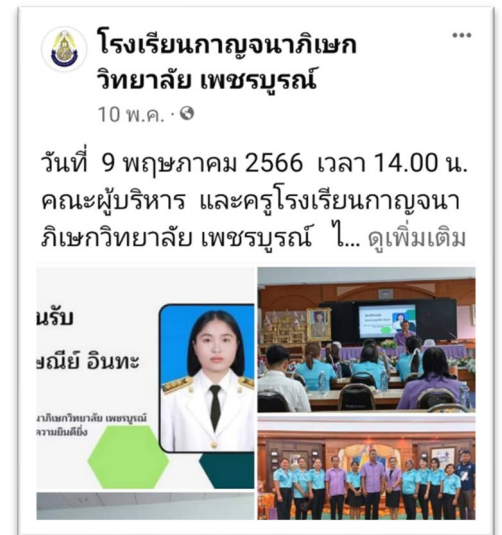 โรงเรียนกาญจนาภิเษก
วิทยาลัย เพชรบูรณ์
10 พ.ค. ·
วันที่ 9 พฤษภาคม 2566 เวลา 14.00 น.
คณะผู้บริหาร และครูโรงเรียนกาญจนา
ภิเษกวิทยาลัย เพชรบูรณ์ ไ... ดูเพิ่มเติม
นรับ
ษณีย์ อินทะ
นาภิเษกวิทยาลัย เพชรบูรณ์
ความยินดียิ่ง